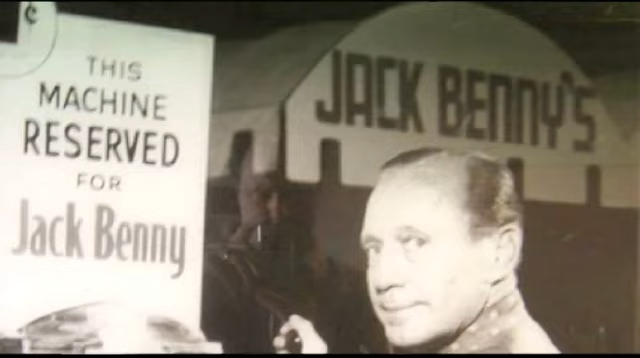 ¢
THIS
MACHINE
RESERVED
FOR
Jack Benny
JACK BENNY'S